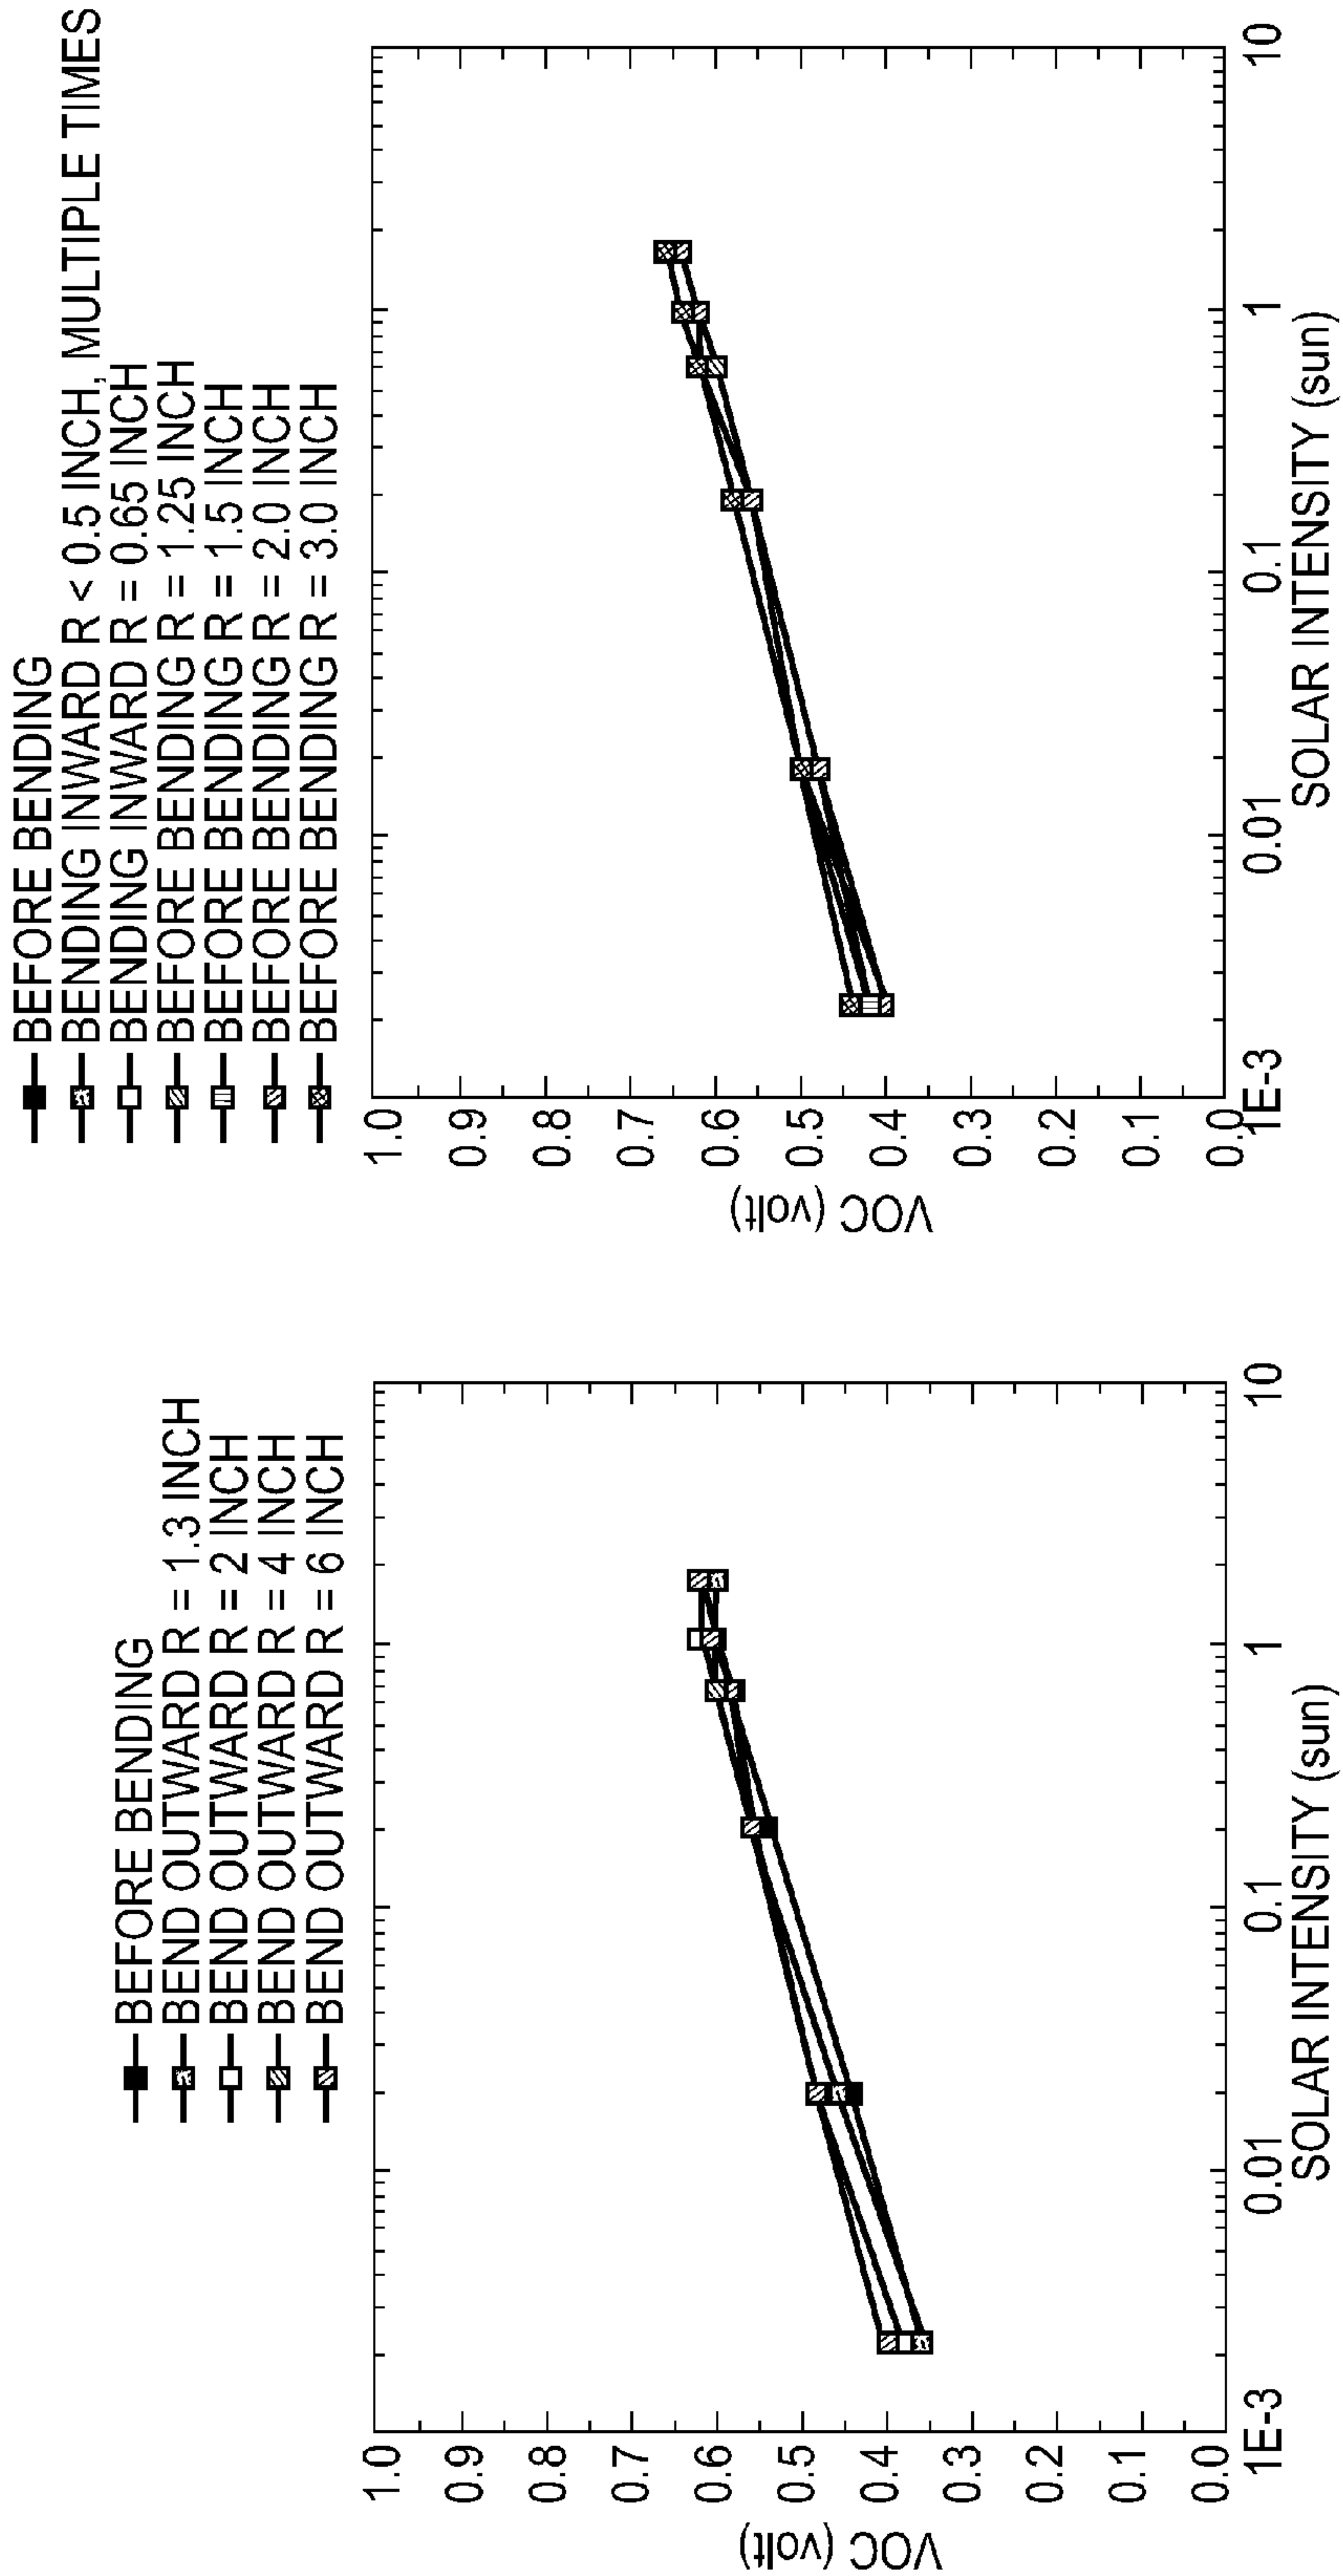 BEFORE BENDING
BEND OUTWARD R = 1.3 INCH
BEND OUTWARD R = 2 INCH
BEND OUTWARD R = 4 INCH
BEND OUTWARD R = 6 INCH
1.0
0.9
0.8
0.7
0.6
0.5
0.4
0.3
0.2
0.1
0.0
VOC (volt)
1E-3
0.01
0.1
1
10
SOLAR INTENSITY (sun)
BEFORE BENDING
BENDING INWARD R < 0.5 INCH, MULTIPLE TIMES
BENDING INWARD R = 0.65 INCH
BEFORE BENDING R = 1.25 INCH
BEFORE BENDING R = 1.5 INCH
BEFORE BENDING R = 2.0 INCH
BEFORE BENDING R = 3.0 INCH
1.0
0.9
0.8
0.7
0.6
0.5
0.4
0.3
0.2
0.1
0.0
VOC (volt)
1E-3
0.01
0.1
1
10
SOLAR INTENSITY (sun)